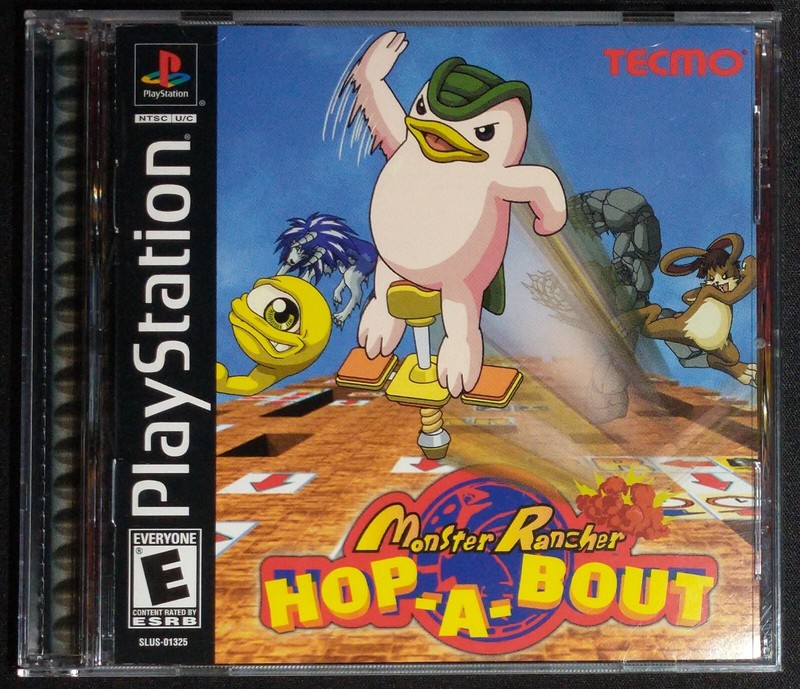 PlayStation
NTSC U/C
PlayStation®
EVERYONE
E
®
CONTENT RATED BY
ESRB
SLUS-01325
TECMO®
Monster Rancher
HOP-A-BOUT